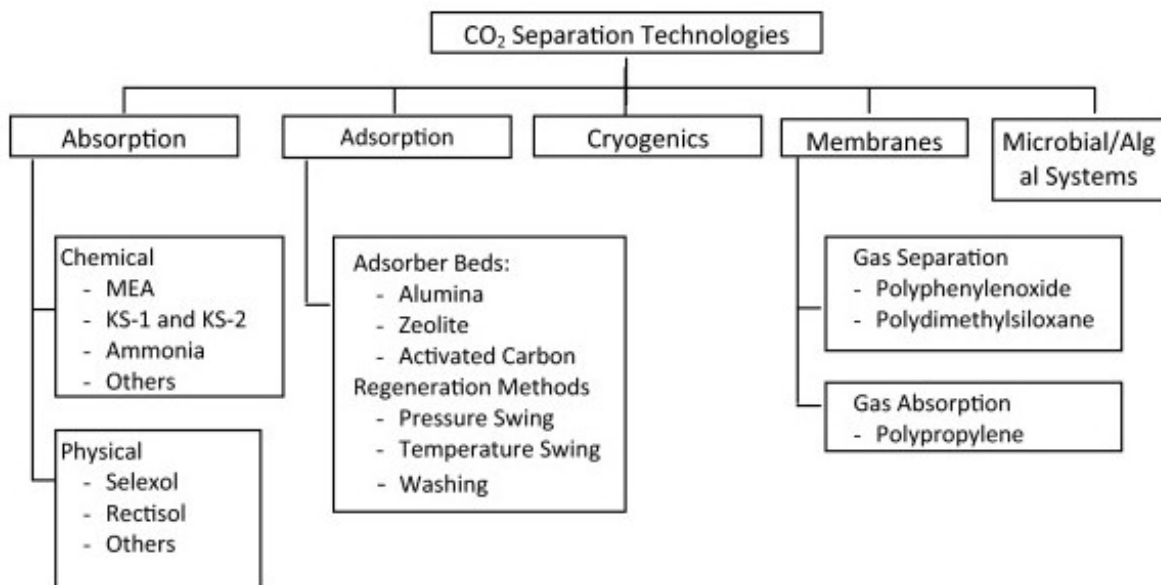 CO₂ Separation Technologies
Absorption
Adsorption
Cryogenics
Membranes
Microbial/Alg
al Systems
Chemical
- MEA
- KS-1 and KS-2
- Ammonia
- Others
Physical
- Selexol
- Rectisol
- Others
Adsorber Beds:
- Alumina
- Zeolite
- Activated Carbon
Regeneration Methods
- Pressure Swing
- Temperature Swing
- Washing
Gas Separation
- Polyphenylenoxide
- Polydimethylsiloxane
Gas Absorption
- Polypropylene